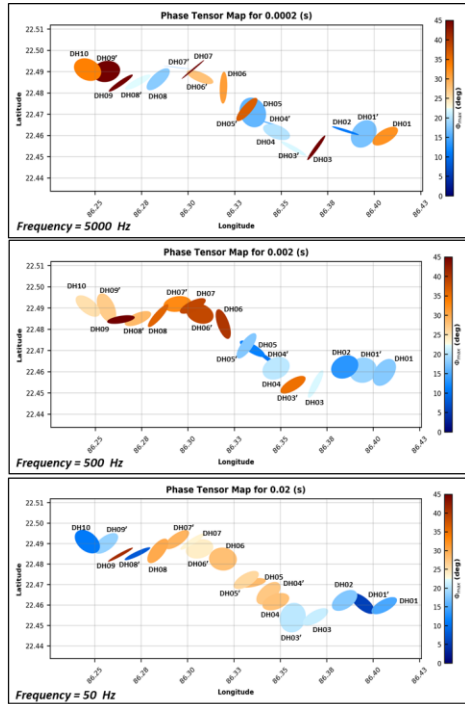 Phase Tensor Map for 0.0002 (s)
22.51
22.50
22.49
22.48
22.47
22.46
22.45
22.44
Latitude
DH10
DH09′
DH09
DH08′
DH08
DH07′
DH07
DH06′
DH06
DH05
DH05′
DH04′
DH04
DH03′
DH03
DH02
DH01′
DH01
86.25
86.28
86.30
86.33
86.35
86.38
86.40
86.43
Longitude
Frequency = 5000 Hz
45
40
35
30
25
20
15
10
5
0
Φmax (deg)
Phase Tensor Map for 0.002 (s)
22.51
22.50
22.49
22.48
22.47
22.46
22.45
22.44
Latitude
DH10
DH09′
DH09
DH08′
DH08
DH07′
DH07
DH06′
DH06
DH05
DH05′
DH04′
DH04
DH03′
DH03
DH02
DH01′
DH01
86.25
86.28
86.30
86.33
86.35
86.38
86.40
86.43
Longitude
Frequency = 500 Hz
45
40
35
30
25
20
15
10
5
0
Φmax (deg)
Phase Tensor Map for 0.02 (s)
22.51
22.50
22.49
22.48
22.47
22.46
22.45
22.44
Latitude
DH10
DH09′
DH09
DH08′
DH08
DH07′
DH07
DH06′
DH06
DH05
DH05′
DH04′
DH04
DH03′
DH03
DH02
DH01′
DH01
86.25
86.28
86.30
86.33
86.35
86.38
86.40
86.43
Longitude
Frequency = 50 Hz
45
40
35
30
25
20
15
10
5
0
Φmax (deg)